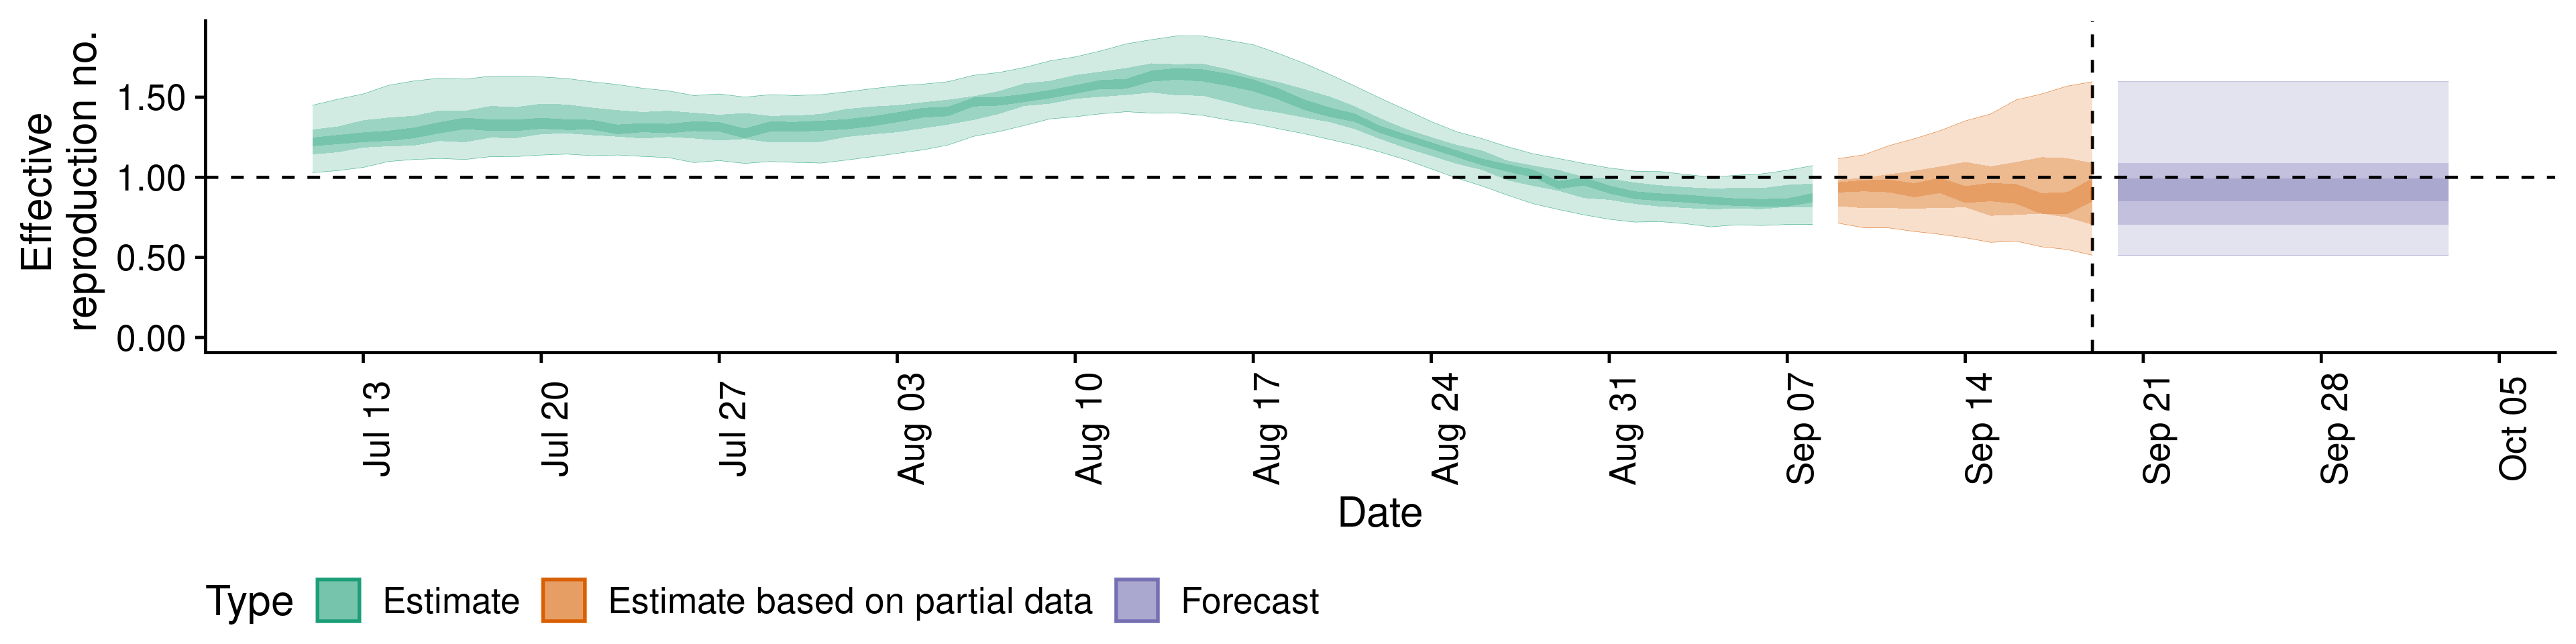 Effective
reproduction no.
1.50
1.00
0.50
0.00
Jul 13
Jul 20
Jul 27
Aug 03
Aug 10
Aug 17
Aug 24
Aug 31
Sep 07
Sep 14
Sep 21
Sep 28
Oct 05
Date
Type Estimate Estimate based on partial data Forecast